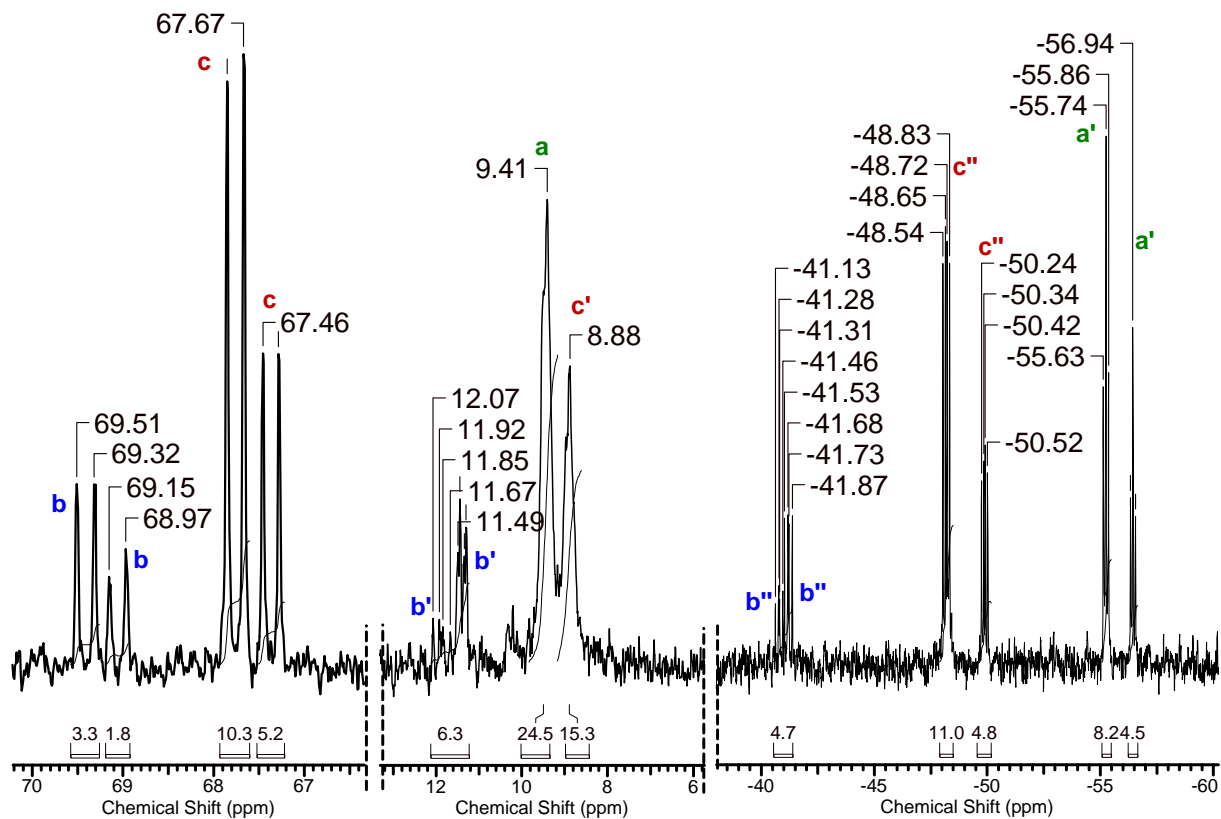 67.67
c
c
67.46
69.51
69.32
69.15
68.97
b
b
a
9.41
c'
8.88
12.07
11.92
11.85
11.67
11.49
b'
b'
-56.94
-55.86
-55.74
a'
-48.83
-48.72
c"
-48.65
-48.54
a'
c"
-50.24
-41.13
-41.28
-50.34
-41.31
-50.42
-41.46
-55.63
-41.53
-41.68
-41.73
-50.52
-41.87
b"
b"
3.3 1.8 10.3 5.2
6.3 24.5 15.3
4.7 11.0 4.8 8.2 4.5
70 69 68 67
Chemical Shift (ppm)
12 10 8 6
Chemical Shift (ppm)
-40 -45 -50 -55 -60
Chemical Shift (ppm)